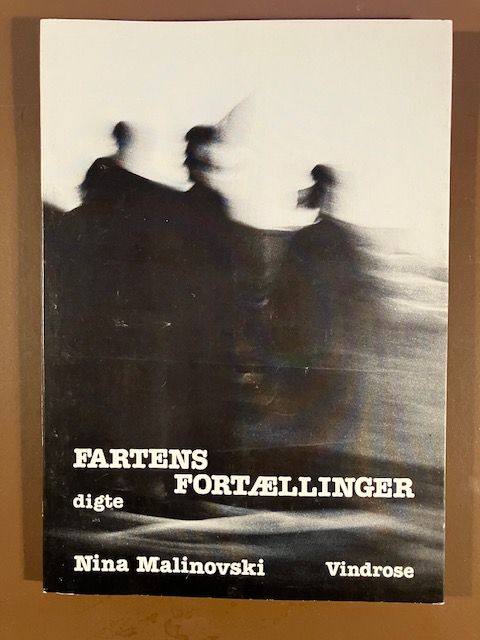 FARTENS
FORTÆLLINGER
digte
Nina Malinovski Vindrose